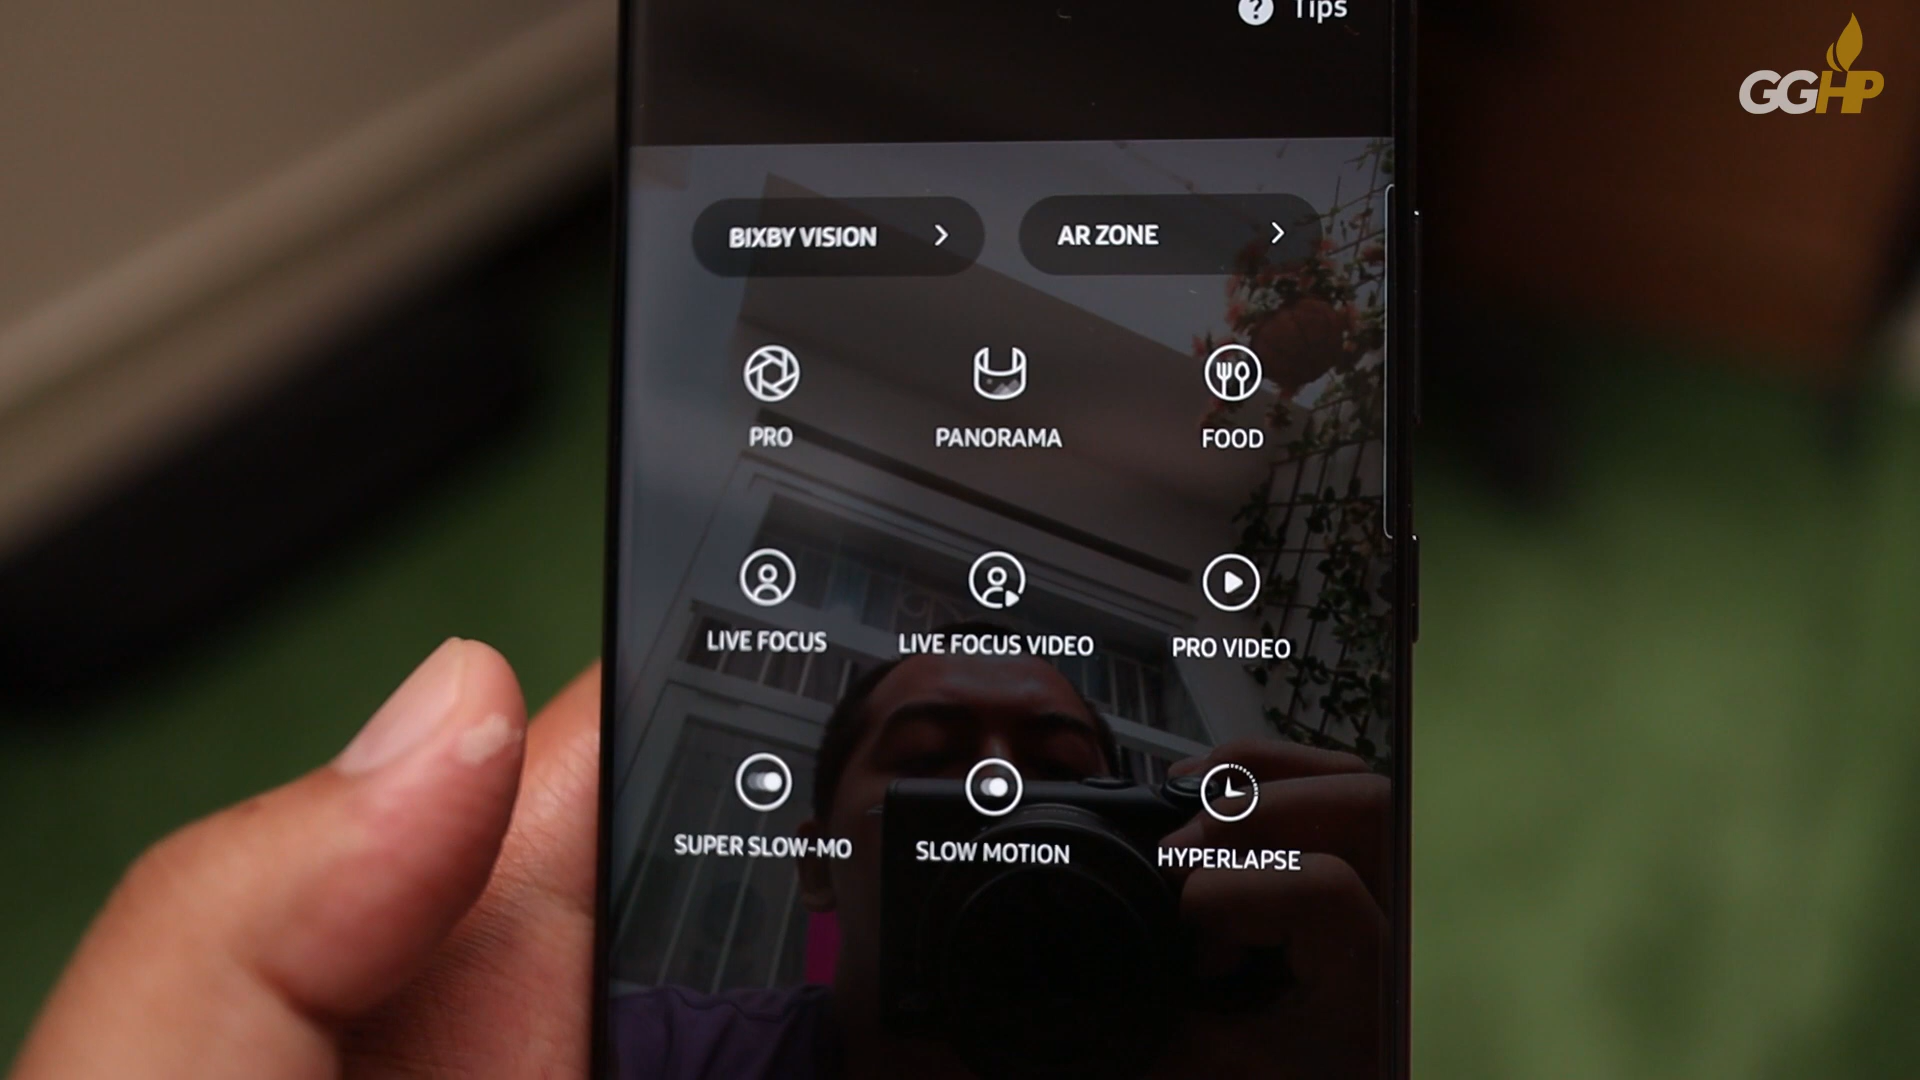 ? Tips
GGHP
BIXBY VISION >
AR ZONE >
PRO
PANORAMA
FOOD
LIVE FOCUS
LIVE FOCUS VIDEO
PRO VIDEO
SUPER SLOW-MO
SLOW MOTION
HYPERLAPSE